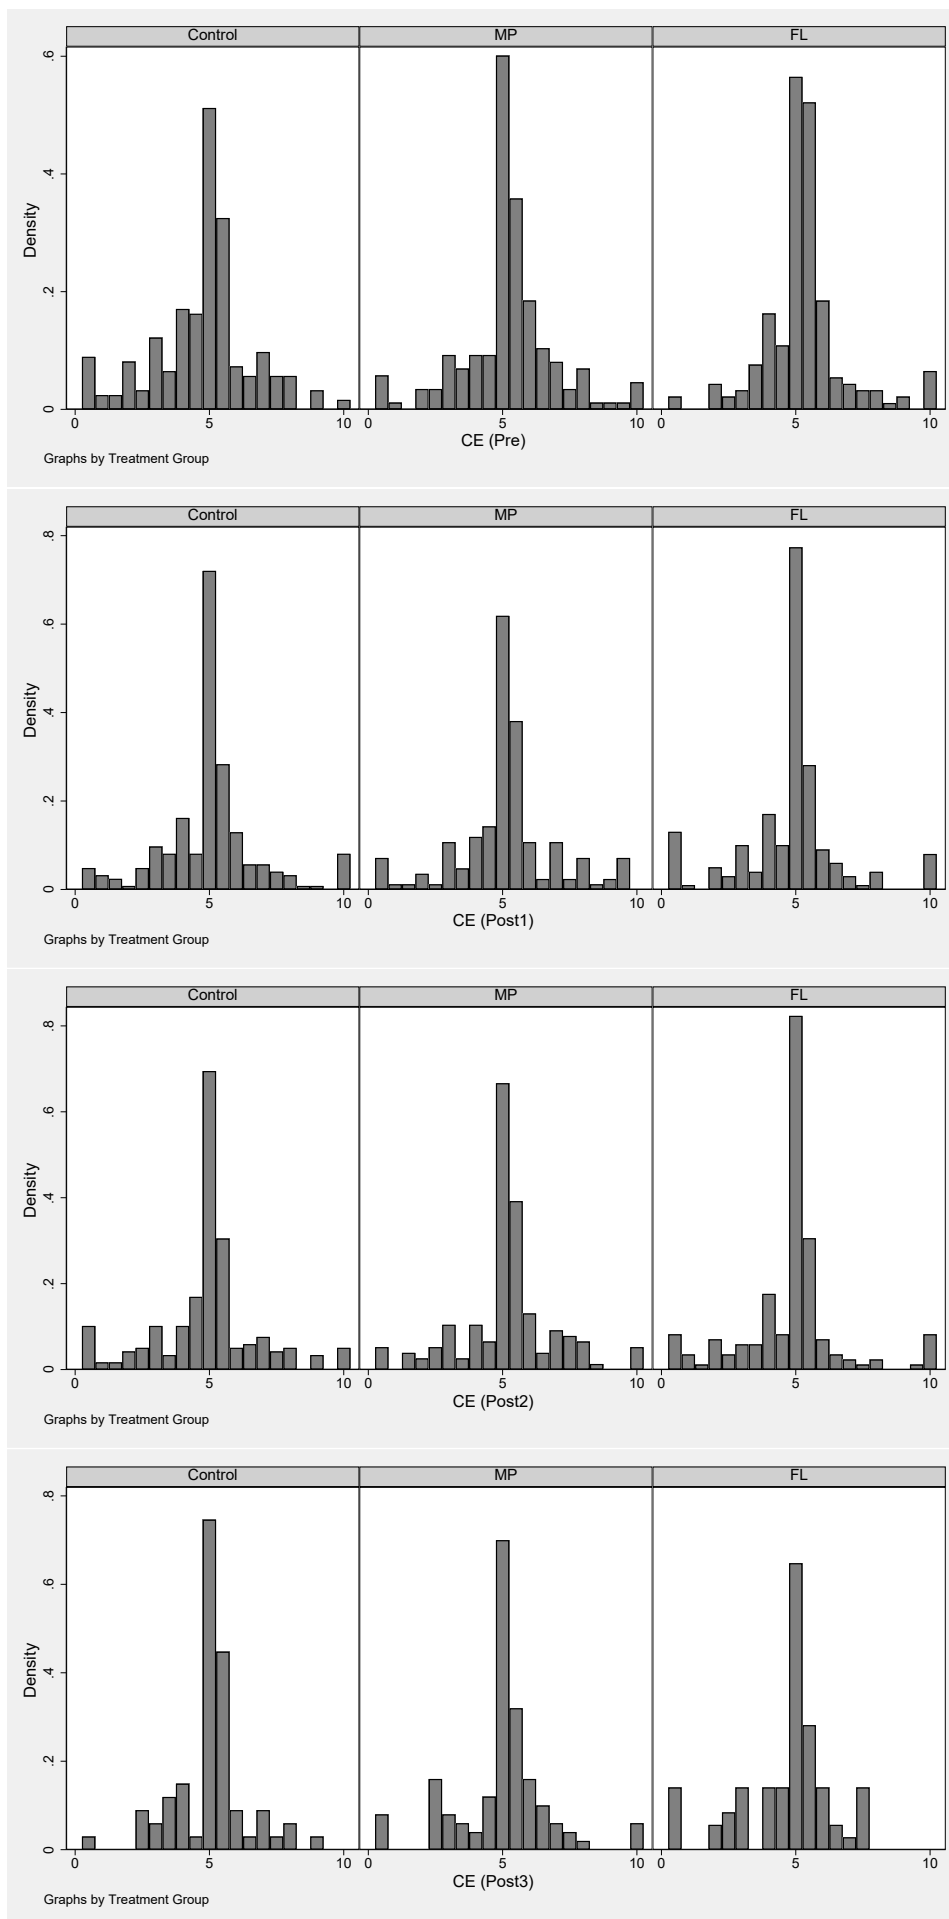 Control MP FL
Density
.6
.4
.2
0
0 5 10 0 5 10 0 5 10
CE (Pre)
Graphs by Treatment Group
Control MP FL
Density
.8
.6
.4
.2
0
0 5 10 0 5 10 0 5 10
CE (Post1)
Graphs by Treatment Group
Control MP FL
Density
.8
.6
.4
.2
0
0 5 10 0 5 10 0 5 10
CE (Post2)
Graphs by Treatment Group
Control MP FL
Density
.8
.6
.4
.2
0
0 5 10 0 5 10 0 5 10
CE (Post3)
Graphs by Treatment Group